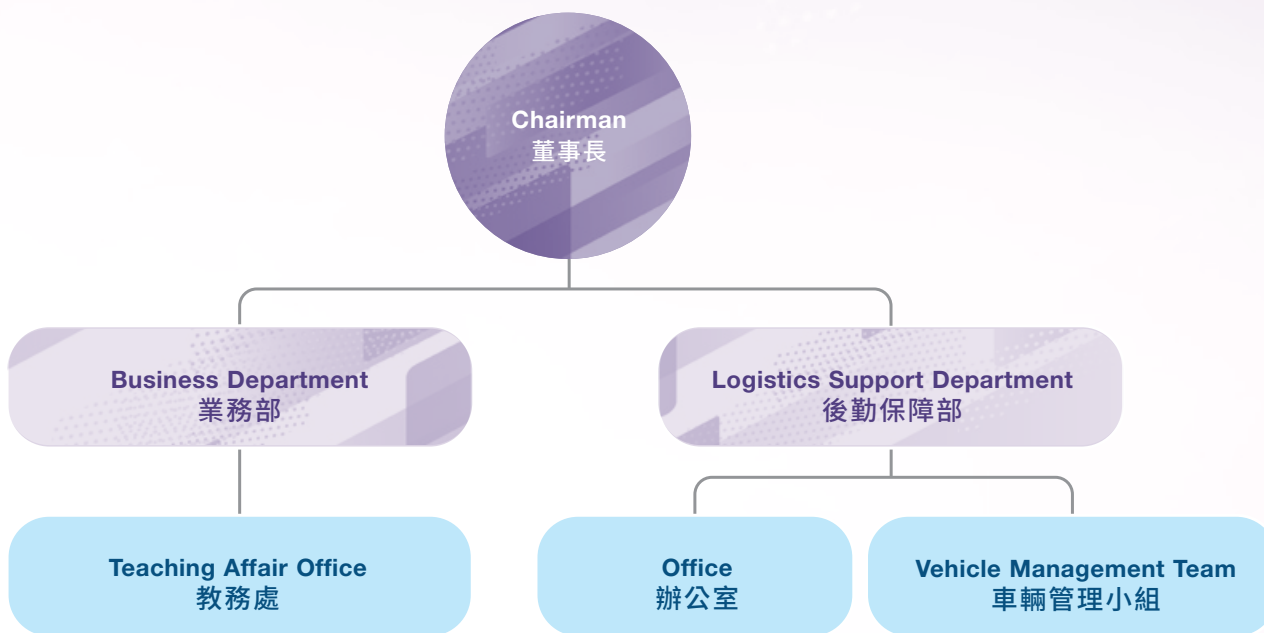 Chairman
董事長
Business Department
業務部
Logistics Support Department
後勤保障部
Teaching Affair Office
教務處
Office
辦公室
Vehicle Management Team
車輛管理小組